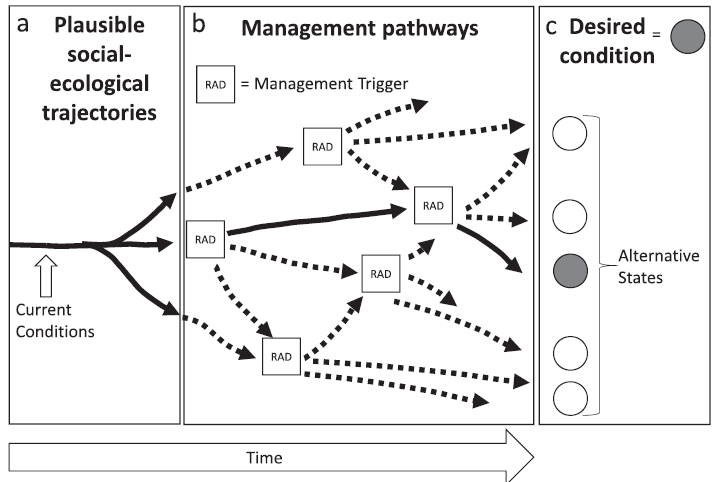 a Plausible
social-
ecological
trajectories
Current
Conditions
b Management pathways
RAD = Management Trigger
RAD
RAD
RAD
RAD
RAD
c Desired =
condition
Alternative
States
Time